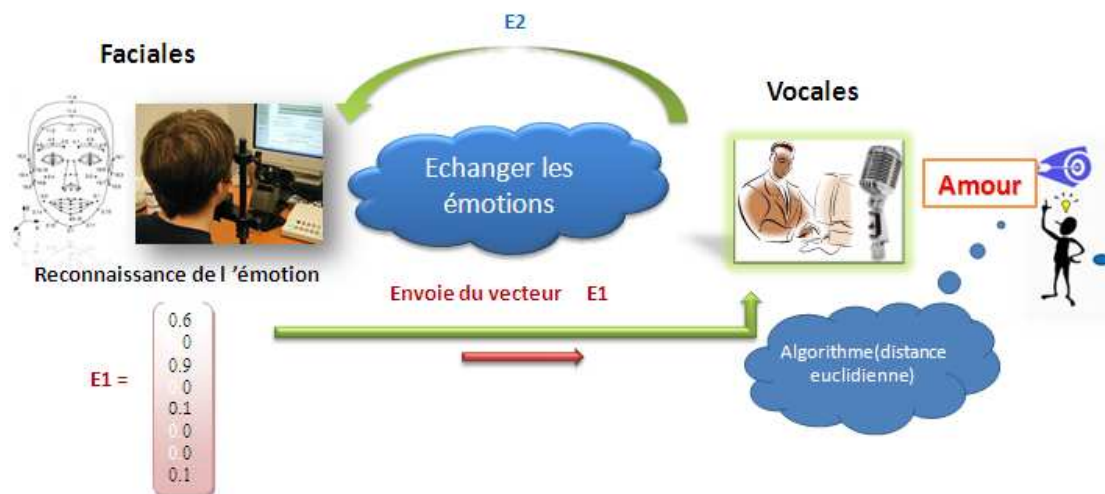 E2
Faciales
Vocales
Echanger les
émotions
Amour
Reconnaissance de l ’émotion
Envoie du vecteur E1
0.6
0
0.9
0
E1 =
0.1
0.0
0.0
0.1
Algorithme(distance
euclidienne)